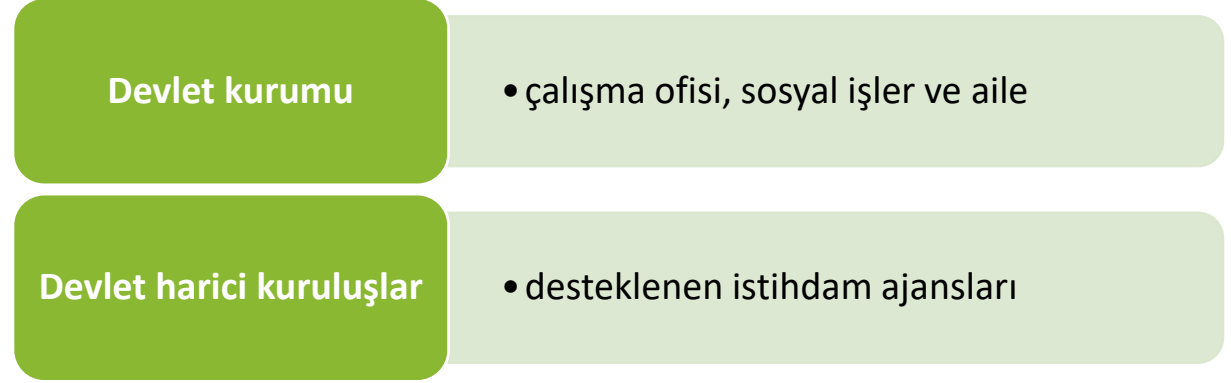 Devlet kurumu
•çalışma ofisi, sosyal işler ve aile
Devlet harici kuruluşlar
•desteklenen istihdam ajansları